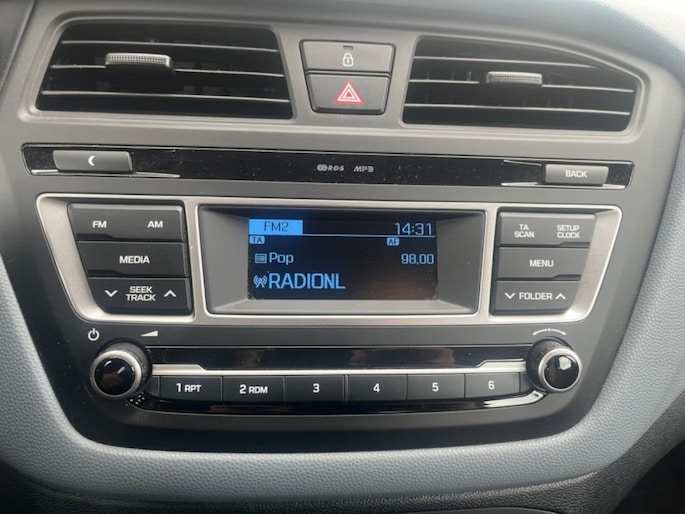 RDS MP3
BACK
FM AM
FM2 14:31
TA SCAN
SETUP CLOCK
TA AF
MEDIA
Pop 98.00
MENU
SEEK TRACK
RADIONL
FOLDER
1 RPT 2 RDM 3 4 5 6